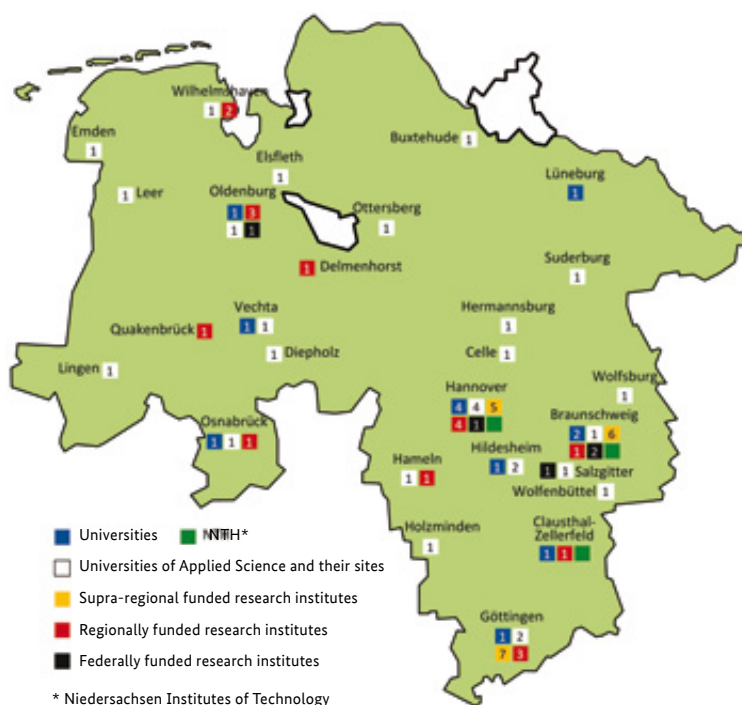 Wilhelmshaven
1 2
Emden
1
Buxtehude 1
Elsfleth
1
Lüneburg
1
1 Leer
Oldenburg
1 3
1 1
Ottersberg
1
1 Delmenhorst
Suderburg
1
Vechta
1 1
Hermannsburg
1
Quakenbrück 1
1 Diepholz
Celle 1
Lingen 1
Wolfsburg
1
Hannover
4 4 5
4 1
Braunschweig
2 1 6
1 2
Osnabrück
1 1 1
Hildesheim
1 2
Hameln
1 1
1 1 Salzgitter
Wolfenbüttel 1
Holzminden
1
Clausthal-
Zellerfeld
1 1
Göttingen
1 2
7 3
Universities NTH*
Universities of Applied Science and their sites
Supra-regional funded research institutes
Regionally funded research institutes
Federally funded research institutes
* Niedersachsen Institutes of Technology